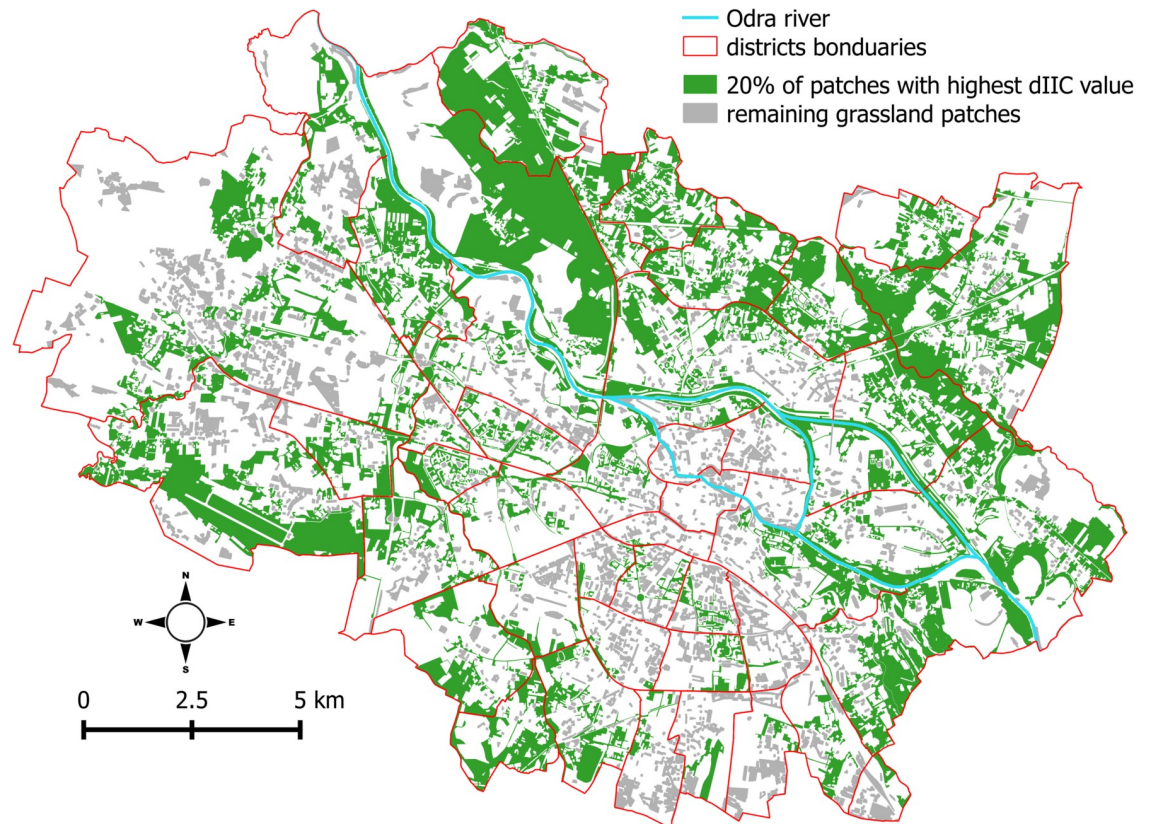 Odra river
districts bonduaries
20% of patches with highest dIIC value
remaining grassland patches
N
W E
S
0 2.5 5 km